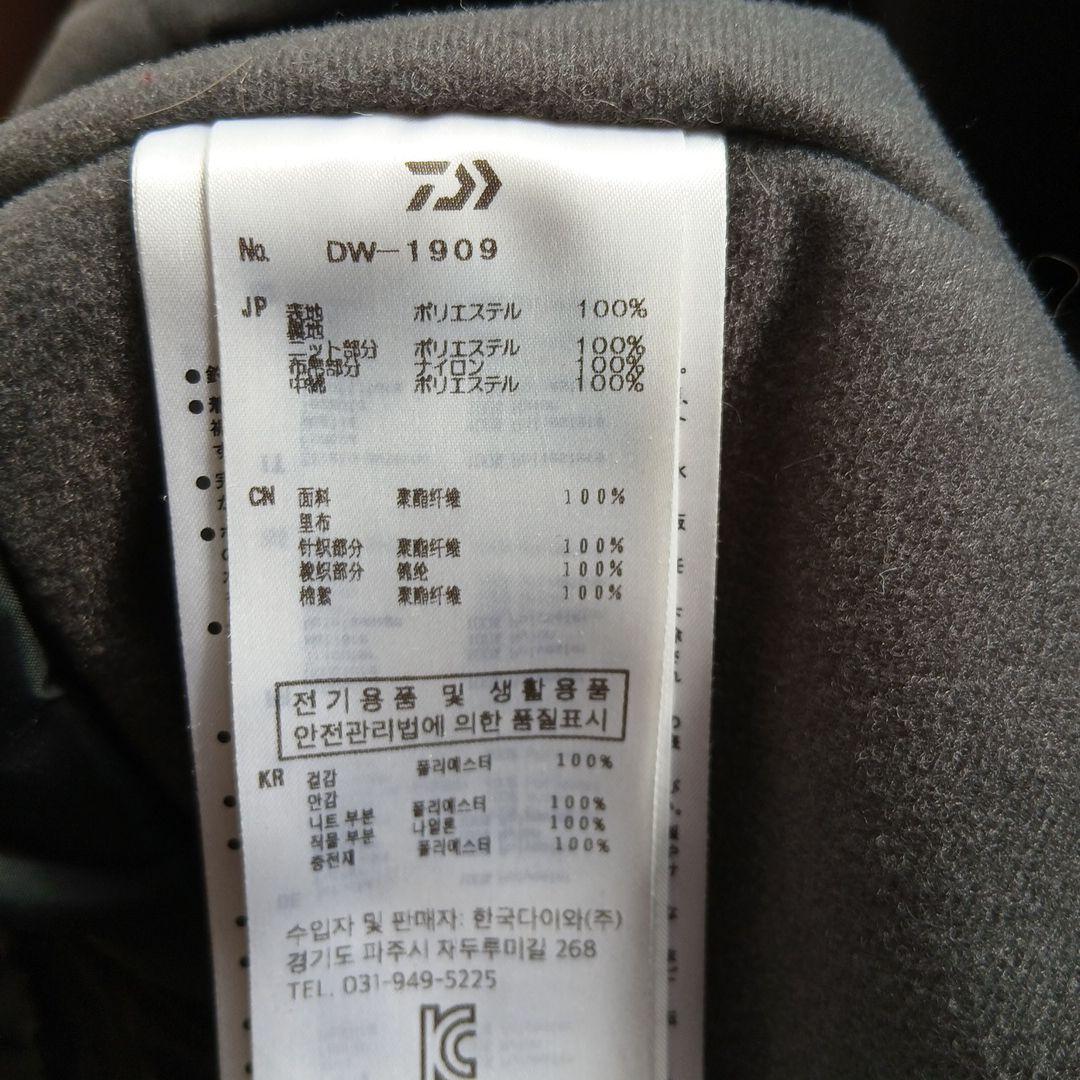 No. DW-1909
JP 表地 ポリエステル 100%
裏地
ニット部分 ポリエステル 100%
布帛部分 ナイロン 100%
中綿 ポリエステル 100%
CN 面料 聚酯纤维 100%
里布
针织部分 聚酯纤维 100%
梭织部分 锦纶 100%
棉絮 聚酯纤维 100%
전기용품 및 생활용품
안전관리법에 의한 품질표시
KR 겉감 폴리에스터 100%
안감
니트 부분 폴리에스터 100%
직물 부분 나일론 100%
충전재 폴리에스터 100%
수입자 및 판매자: 한국다이와(주)
경기도 파주시 자두루미길 268
TEL. 031-949-5225